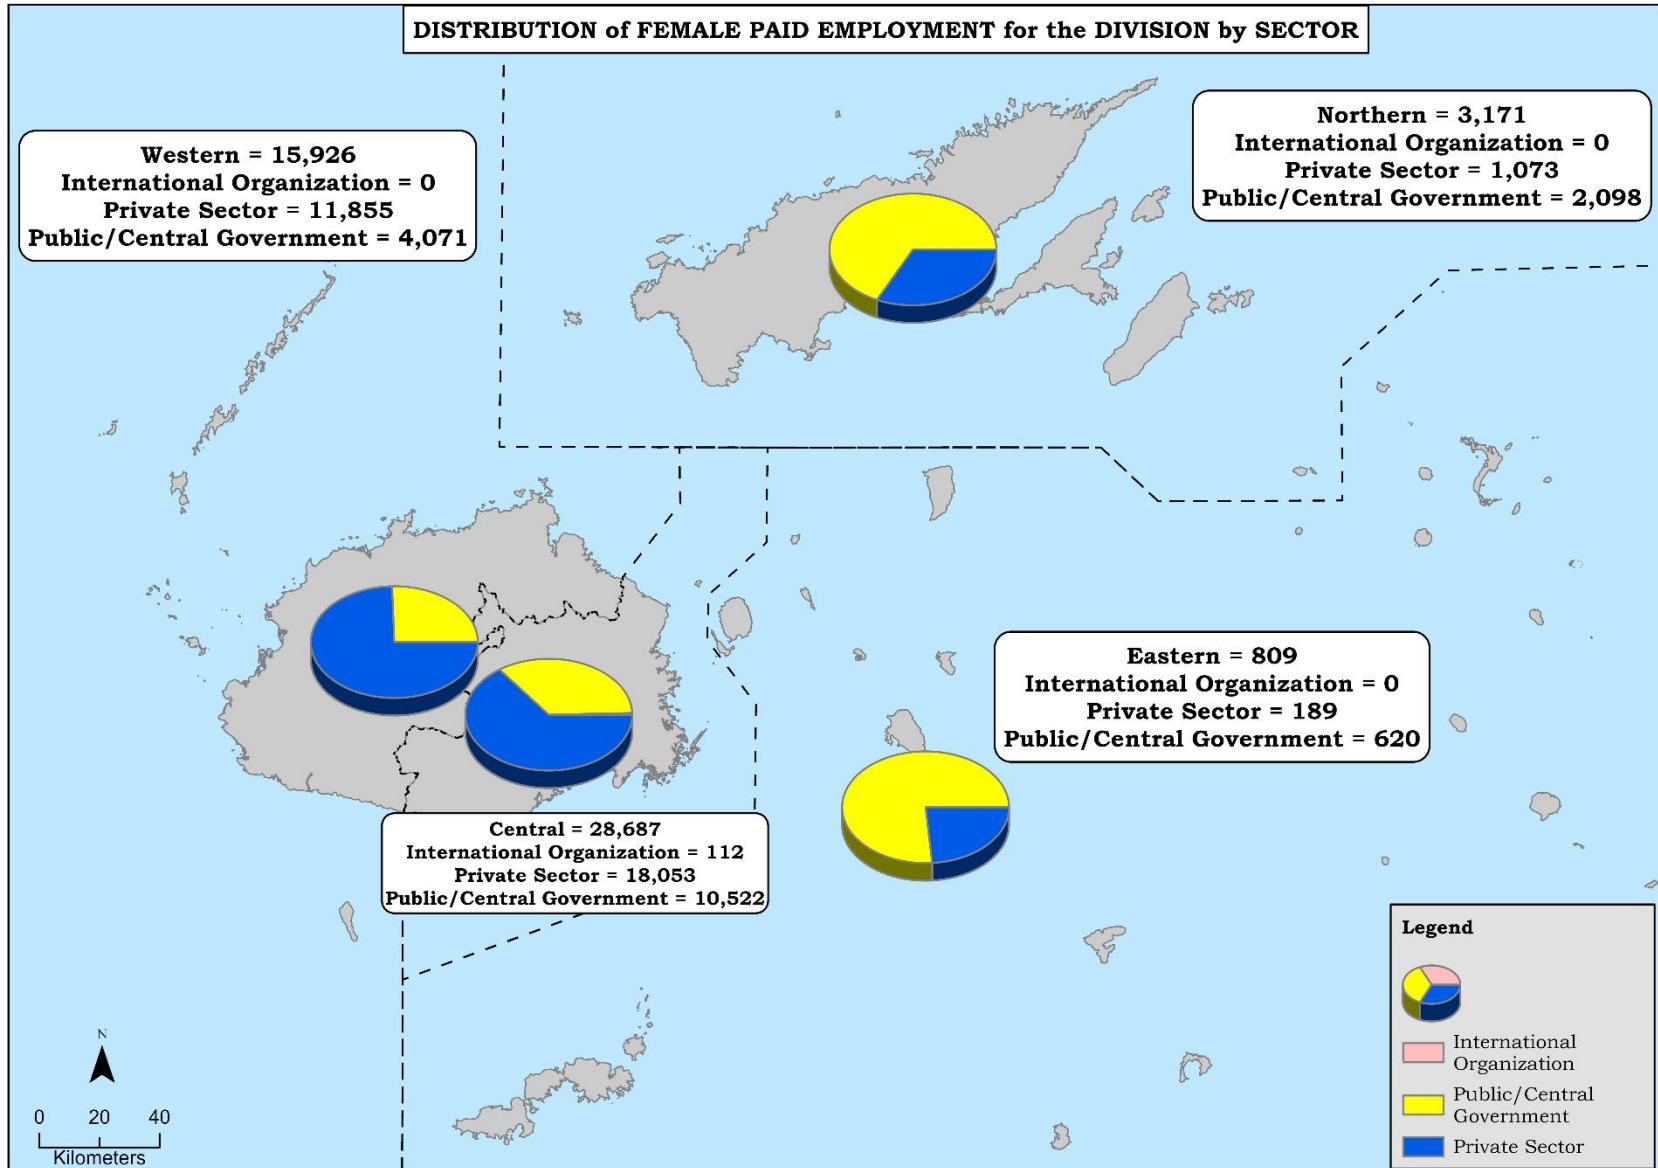 DISTRIBUTION of FEMALE PAID EMPLOYMENT for the DIVISION by SECTOR
Western = 15,926
International Organization = 0
Private Sector = 11,855
Public/Central Government = 4,071
Northern = 3,171
International Organization = 0
Private Sector = 1,073
Public/Central Government = 2,098
Eastern = 809
International Organization = 0
Private Sector = 189
Public/Central Government = 620
Central = 28,687
International Organization = 112
Private Sector = 18,053
Public/Central Government = 10,522
Legend
International
Organization
Public/Central
Government
Private Sector
N
0 20 40
Kilometers